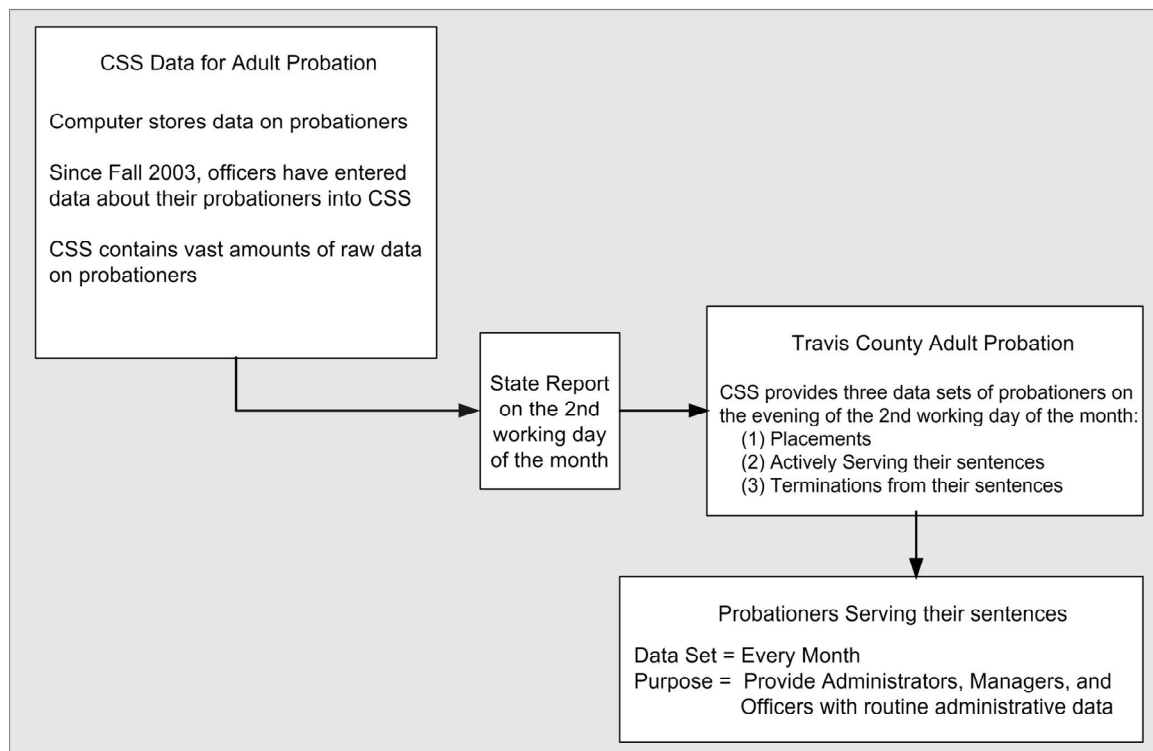 CSS Data for Adult Probation
Computer stores data on probationers
Since Fall 2003, officers have entered
data about their probationers into CSS
CSS contains vast amounts of raw data
on probationers
State Report
on the 2nd
working day
of the month
Travis County Adult Probation
CSS provides three data sets of probationers on
the evening of the 2nd working day of the month:
(1) Placements
(2) Actively Serving their sentences
(3) Terminations from their sentences
Probationers Serving their sentences
Data Set = Every Month
Purpose = Provide Administrators, Managers, and
Officers with routine administrative data